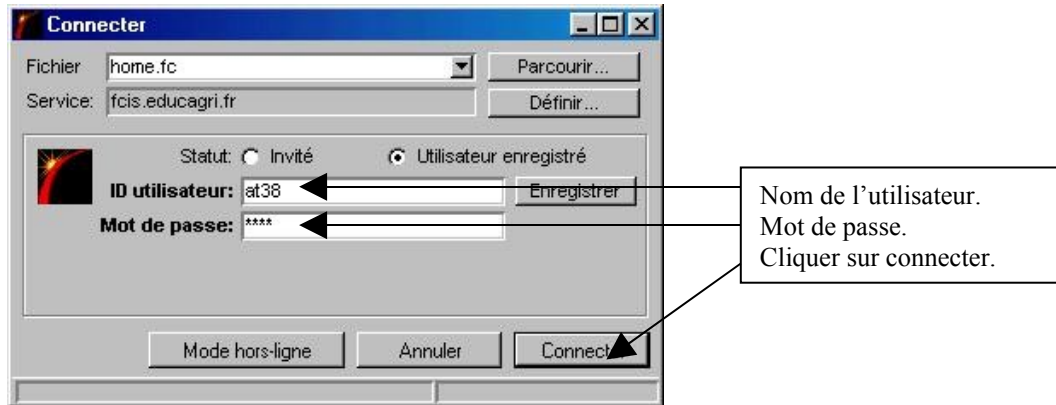 Connecter
Fichier home.fc Parcourir...
Service: fcis.educagri.fr Définir...
Statut: Invité Utilisateur enregistré
ID utilisateur: at38 Enregistrer
Mot de passe: ****
Nom de l'utilisateur.
Mot de passe.
Cliquer sur connecter.
Mode hors-ligne Annuler Connect